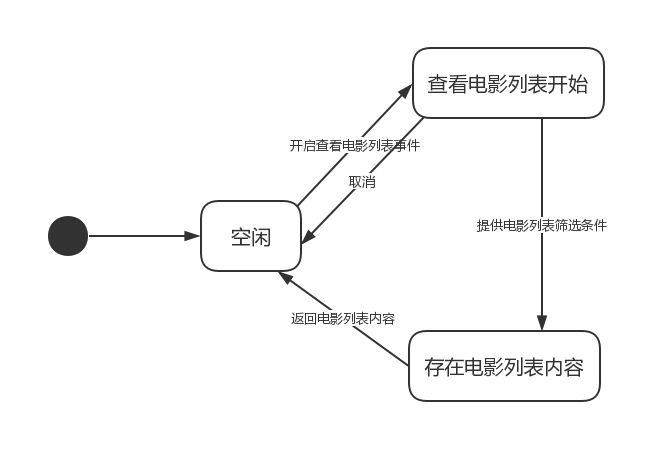 查看电影列表开始
开启查看电影列表事件
取消
提供电影列表筛选条件
空闲
返回电影列表内容
存在电影列表内容